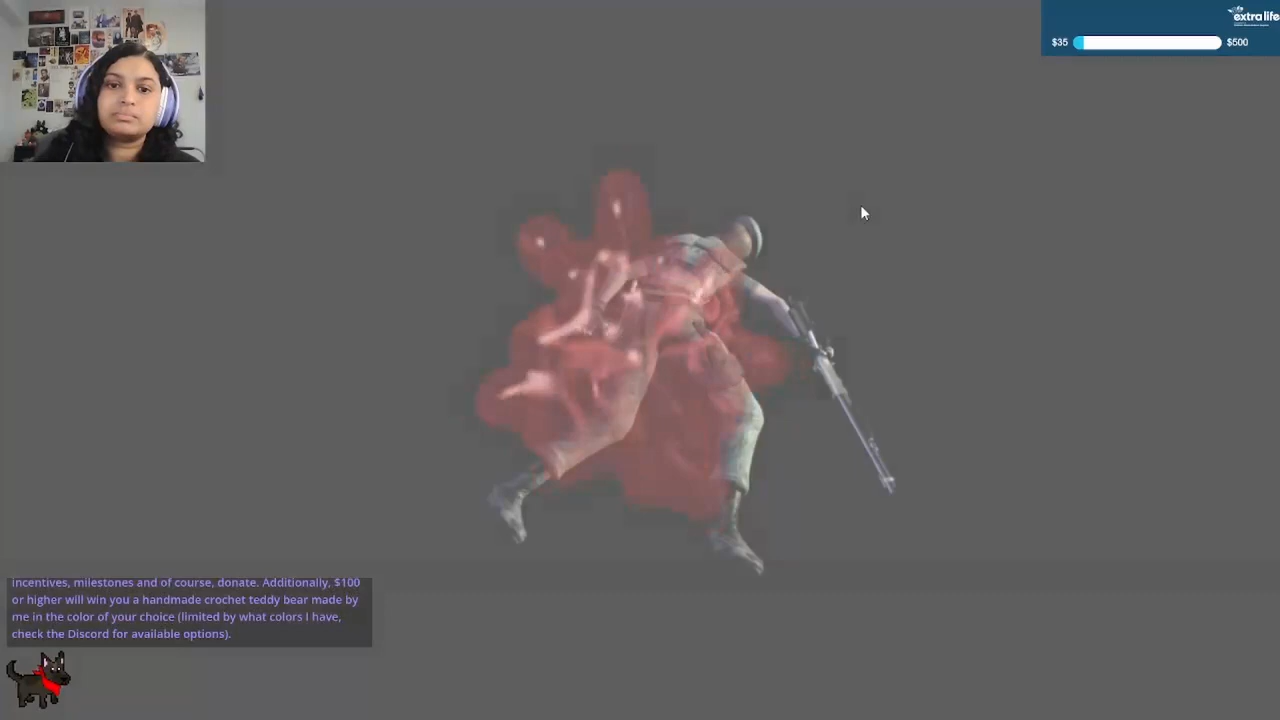 extralife
$35 $500
incentives, milestones and of course, donate. Additionally, $100
or higher will win you a handmade crochet teddy bear made by
me in the color of your choice (limited by what colors I have,
check the Discord for available options).